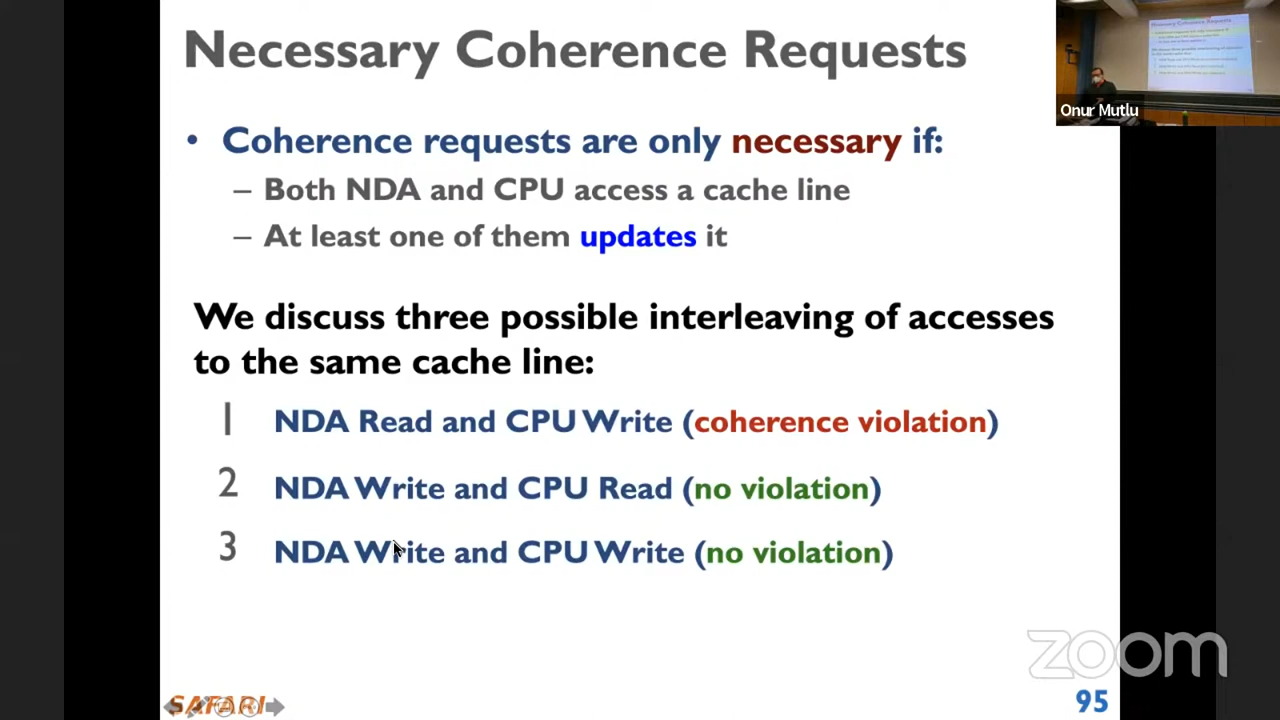 Necessary Coherence Requests
Onur Mutlu
• Coherence requests are only necessary if:
– Both NDA and CPU access a cache line
– At least one of them updates it
We discuss three possible interleaving of accesses
to the same cache line:
1 NDA Read and CPU Write (coherence violation)
2 NDA Write and CPU Read (no violation)
3 NDA Write and CPU Write (no violation)
zoom
SAFARI
95